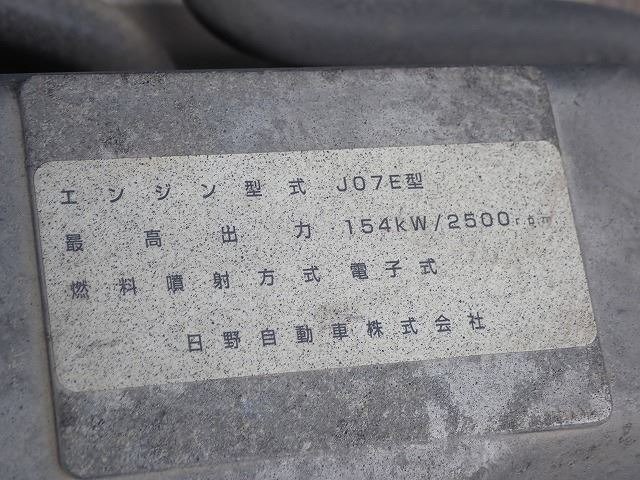 エンジン型式 J07E型
最高出力 154kW/2500rpm
燃料噴射方式 電子式
日野自動車株式会社